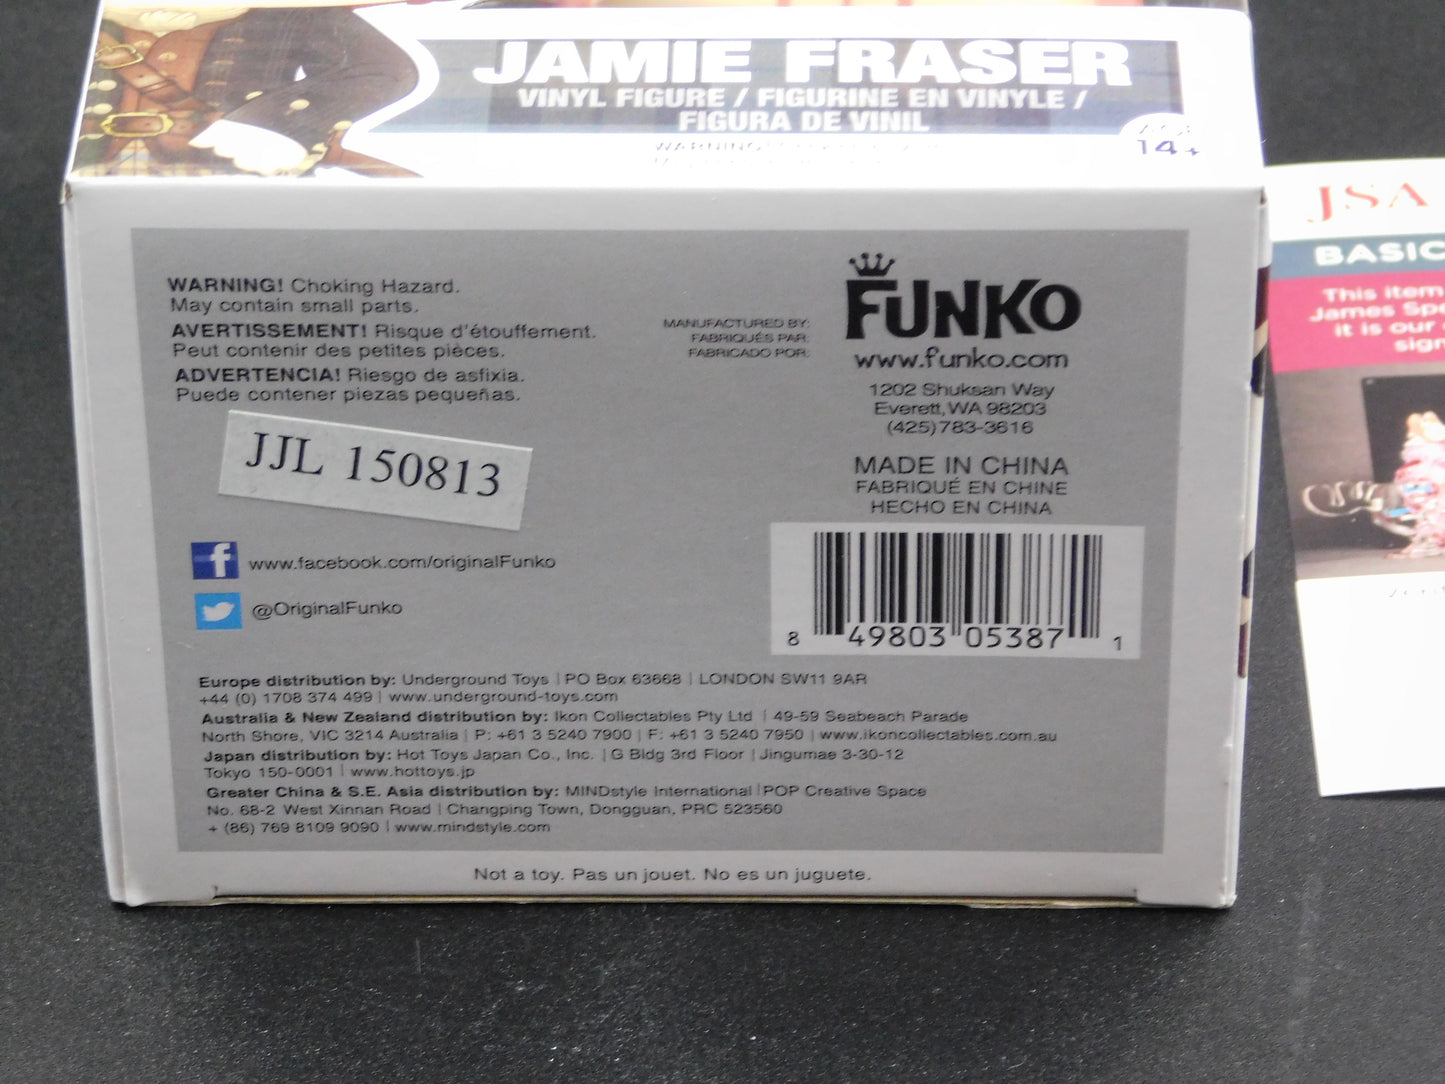 JAMIE FRASER
VINYL FIGURE / FIGURINE EN VINYLE /
FIGURA DE VINIL
WARNING!
14+
WARNING! Choking Hazard.
May contain small parts.
AVERTISSEMENT! Risque d'étouffement.
Peut contenir des petites pièces.
ADVERTENCIA! Riesgo de asfixia.
Puede contener piezas pequeñas.
JJL 150813
MANUFACTURED BY:
FABRIQUÉS PAR:
FABRICADO POR:
FUNKO
www.funko.com
1202 Shuksan Way
Everett, WA 98203
(425)783-3616
MADE IN CHINA
FABRIQUÉ EN CHINE
HECHO EN CHINA
8 49803 05387 1
f www.facebook.com/originalFunko
@OriginalFunko
Europe distribution by: Underground Toys | PO Box 63668 | LONDON SW11 9AR
+44 (0) 1708 374 499 | www.underground-toys.com
Australia & New Zealand distribution by: Ikon Collectables Pty Ltd | 49-59 Seabeach Parade
North Shore, VIC 3214 Australia | P: +61 3 5240 7900 | F: +61 3 5240 7950 | www.ikoncollectables.com.au
Japan distribution by: Hot Toys Japan Co., Inc. | G Bldg 3rd Floor | Jingumae 3-30-12
Tokyo 150-0001 | www.hottoys.jp
Greater China & S.E. Asia distribution by: MINDstyle International |POP Creative Space
No. 68-2 West Xinnan Road | Changping Town, Dongguan, PRC 523560
+ (86) 769 8109 9090 | www.mindstyle.com
Not a toy. Pas un jouet. No es un juguete.
JSA
BASIC
This item
James Spe
it is our
sign